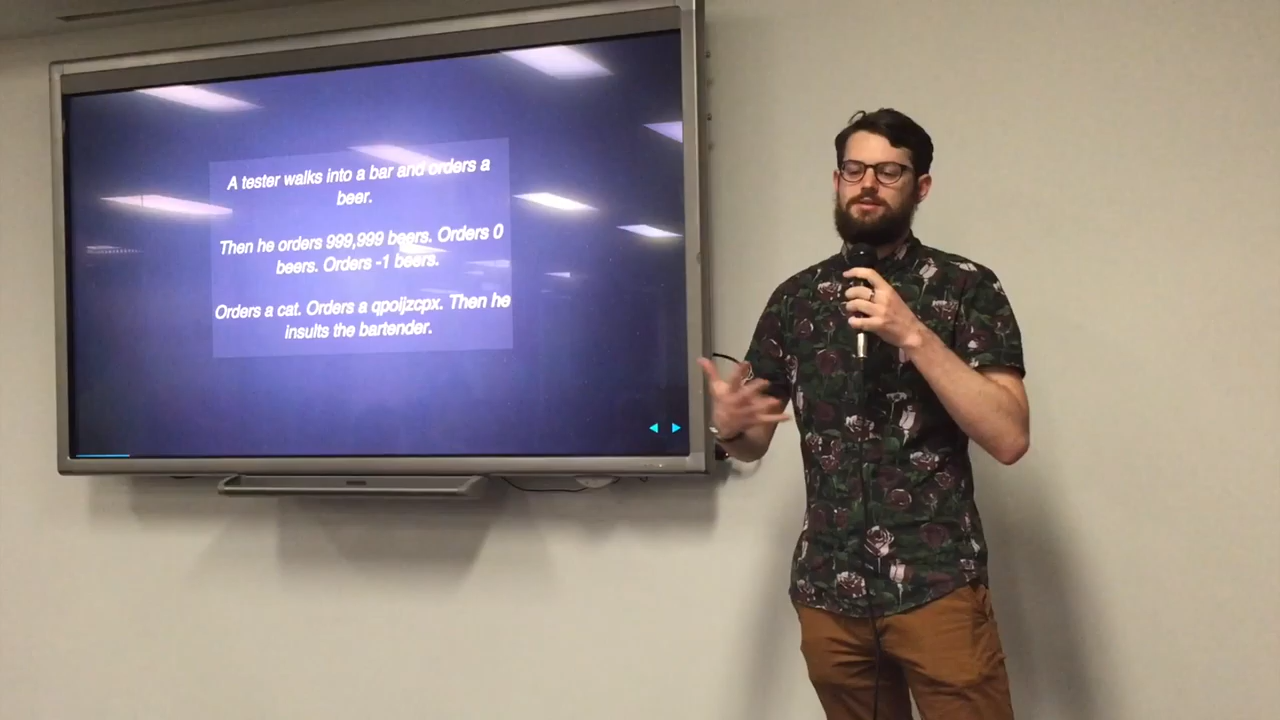 A tester walks into a bar and orders a
beer.
Then he orders 999,999 beers. Orders 0
beers. Orders -1 beers.
Orders a cat. Orders a qpoijzcpx. Then he
insults the bartender.